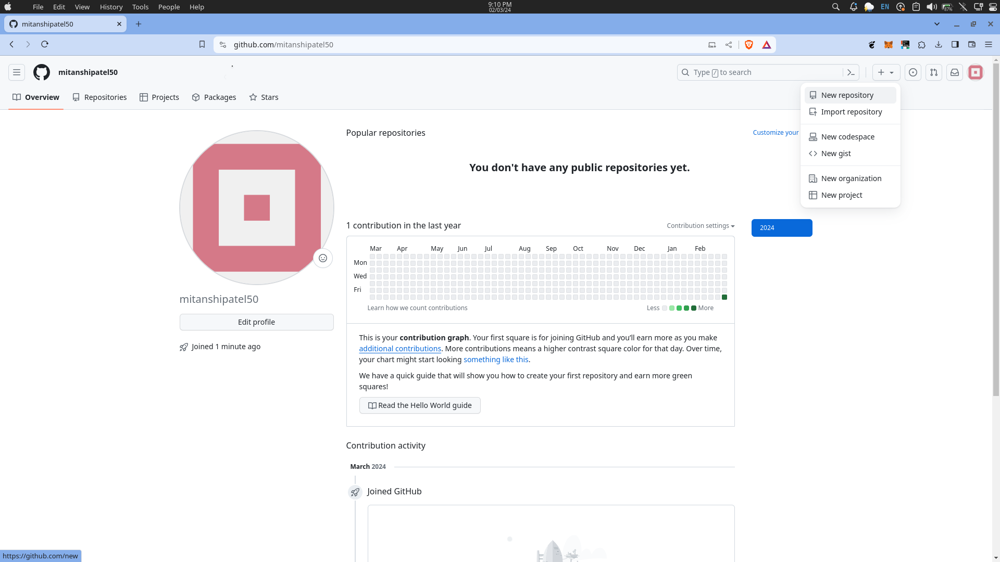 File Edit View History Tools People Help
9:10 PM
02/03/24
EN
87%
mitanshipatel50
github.com/mitanshipatel50
mitanshipatel50
Type / to search
Overview Repositories Projects Packages Stars
New repository
Import repository
New codespace
New gist
New organization
New project
mitanshipatel50
Edit profile
Joined 1 minute ago
Popular repositories
Customize your
You don't have any public repositories yet.
1 contribution in the last year
Contribution settings
2024
Mar Apr May Jun Jul Aug Sep Oct Nov Dec Jan Feb
Mon
Wed
Fri
Learn how we count contributions
Less More
This is your contribution graph. Your first square is for joining GitHub and you’ll earn more as you make
additional contributions. More contributions means a higher contrast square color for that day. Over time,
your chart might start looking something like this.
We have a quick guide that will show you how to create your first repository and earn more green
squares!
Read the Hello World guide
Contribution activity
March 2024
Joined GitHub
https://github.com/new